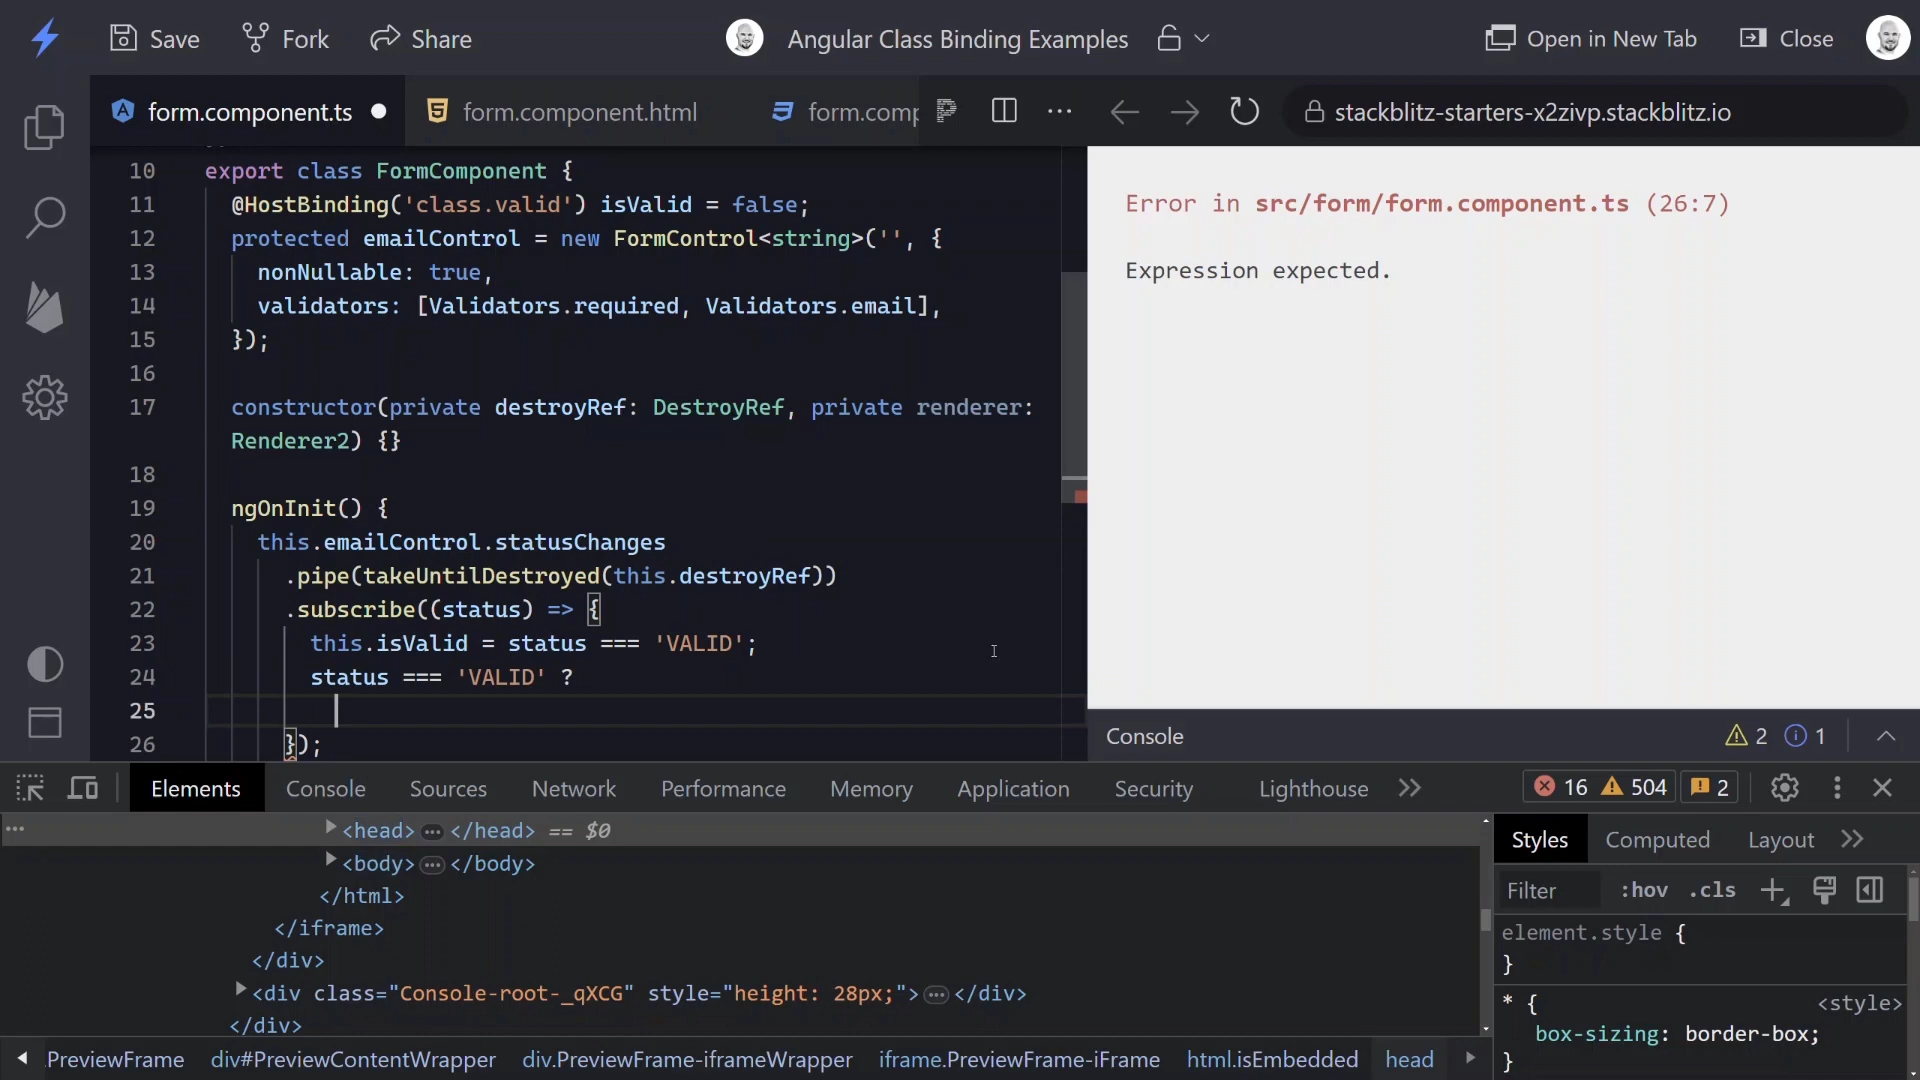 Save
Fork
Share
Angular Class Binding Examples
Open in New Tab
Close
form.component.ts
form.component.html
form.comp
stackblitz-starters-x2zivp.stackblitz.io
10 export class FormComponent {
11 @HostBinding('class.valid') isValid = false;
12 protected emailControl = new FormControl<string>('', {
13 nonNullable: true,
14 validators: [Validators.required, Validators.email],
15 });
16
17 constructor(private destroyRef: DestroyRef, private renderer:
Renderer2) {}
18
19 ngOnInit() {
20 this.emailControl.statusChanges
21 .pipe(takeUntilDestroyed(this.destroyRef))
22 .subscribe((status) => {
23 this.isValid = status === 'VALID';
24 status === 'VALID' ?
25
26 });
Error in src/form/form.component.ts (26:7)
Expression expected.
Console
2
1
Elements
Console
Sources
Network
Performance
Memory
Application
Security
Lighthouse
16
504
2
<head> … </head> == $0
<body> … </body>
</html>
</iframe>
</div>
<div class="Console-root-_qXCG" style="height: 28px;"> … </div>
</div>
.PreviewFrame
div#PreviewContentWrapper
div.PreviewFrame-iframeWrapper
iframe.PreviewFrame-iFrame
html.isEmbedded
head
Styles
Computed
Layout
Filter
:hov
.cls
element.style {
}
* {
<style>
box-sizing: border-box;
}